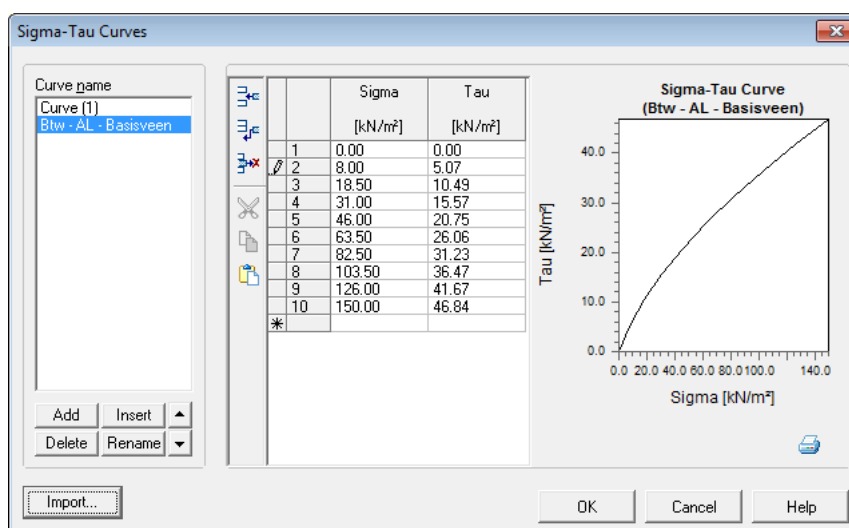 Sigma-Tau Curves
Curve name
Curve (1)
Btw - AL - Basisveen
Add Insert
Delete Rename
Sigma Tau
[kN/m²] [kN/m²]
1 0.00 0.00
2 8.00 5.07
3 18.50 10.49
4 31.00 15.57
5 46.00 20.75
6 63.50 26.06
7 82.50 31.23
8 103.50 36.47
9 126.00 41.67
10 150.00 46.84
Sigma-Tau Curve
(Btw - AL - Basisveen)
Tau [kN/m²]
40.0
30.0
20.0
10.0
0.0
0.0 20.0 40.0 60.0 80.0 100.0 140.0
Sigma [kN/m²]
Import...
OK Cancel Help